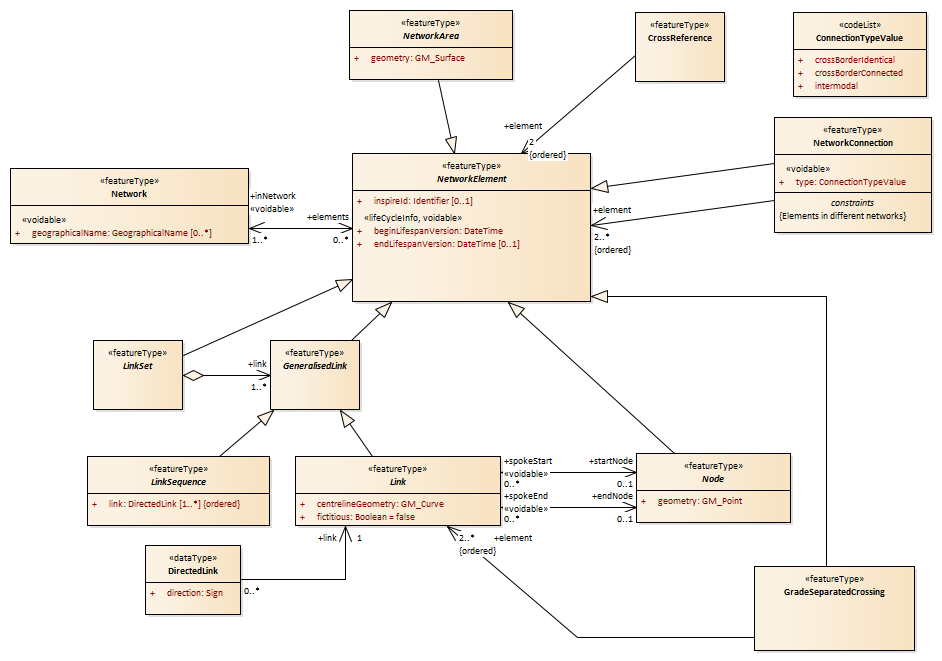 «featureType»
NetworkArea
+ geometry: GM_Surface
«featureType»
CrossReference
«codeList»
ConnectionTypeValue
+ crossBorderIdentical
+ crossBorderConnected
+ intermodal
+element
2
{ordered}
«featureType»
NetworkConnection
«voidable»
+ type: ConnectionTypeValue
constraints
{Elements in different networks}
«featureType»
Network
«voidable»
+ geographicalName: GeographicalName [0..*]
+inNetwork
«voidable»
+elements
1..*
0..*
«featureType»
NetworkElement
+ inspireId: Identifier [0..1]
«lifeCycleInfo, voidable»
+ beginLifespanVersion: DateTime
+ endLifespanVersion: DateTime [0..1]
+element
2..*
{ordered}
«featureType»
LinkSet
+link
1..*
«featureType»
GeneralisedLink
«featureType»
LinkSequence
+ link: DirectedLink [1..*] {ordered}
«featureType»
Link
+ centrelineGeometry: GM_Curve
+ fictitious: Boolean = false
+spokeStart
«voidable»
0..*
+startNode
0..1
+spokeEnd
«voidable»
0..*
+endNode
0..1
«featureType»
Node
+ geometry: GM_Point
+link
1
2..*
+element
{ordered}
«dataType»
DirectedLink
+ direction: Sign
0..*
«featureType»
GradeSeparatedCrossing